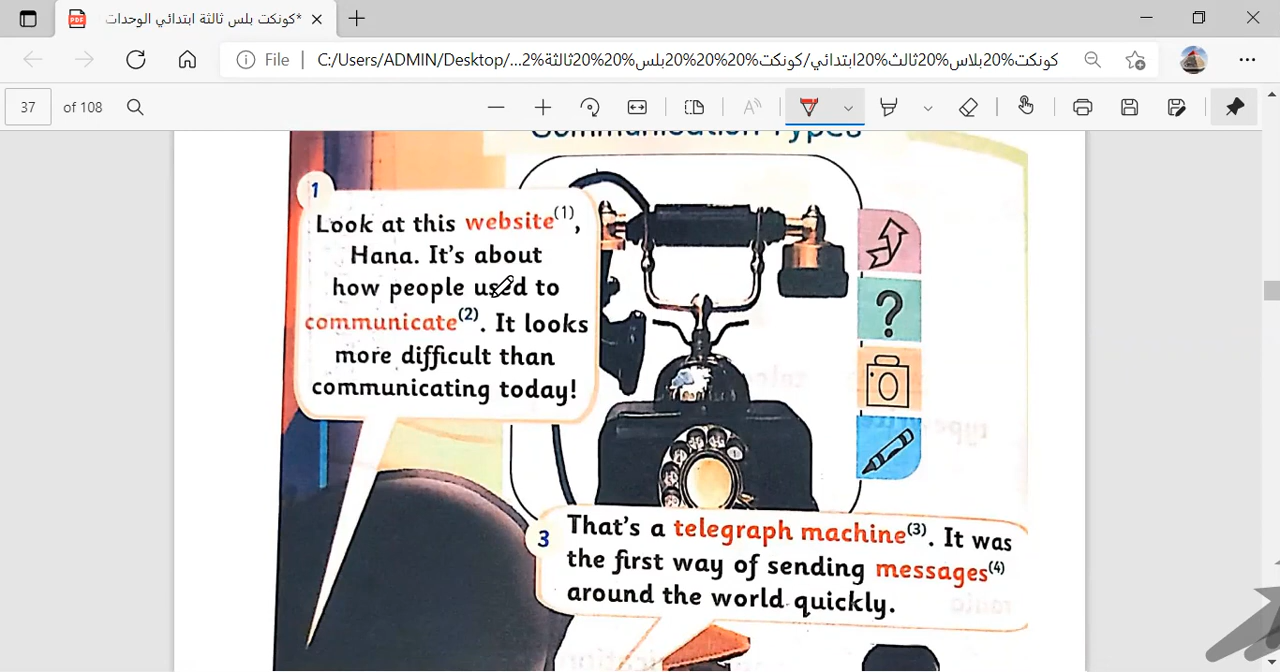 *كونكت بلس ثالثة ابتدائي الوحدات
File
C:/Users/ADMIN/Desktop/كونكت%20بلاس%20ثالث%20ابتدائي/كونكت%20%20%20بلس%20%20ثالثة%2...
37 of 108
Communication Types
1
Look at this website(1),
Hana. It's about
how people used to
communicate(2). It looks
more difficult than
communicating today!
?
3
That's a telegraph machine(3). It was
the first way of sending
messages(4)
around the world quickly.